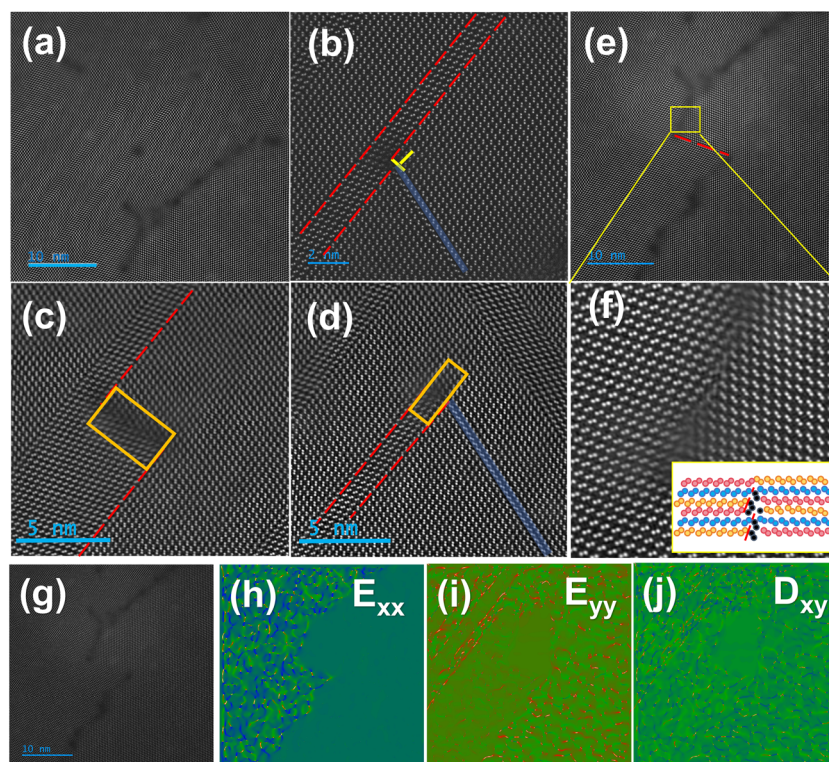 (a)
10 nm
(b)
2 nm
(e)
10 nm
(c)
5 nm
(d)
5 nm
(f)
(g)
10 nm
(h)
Exx
(i)
Eyy
(j)
Dxy